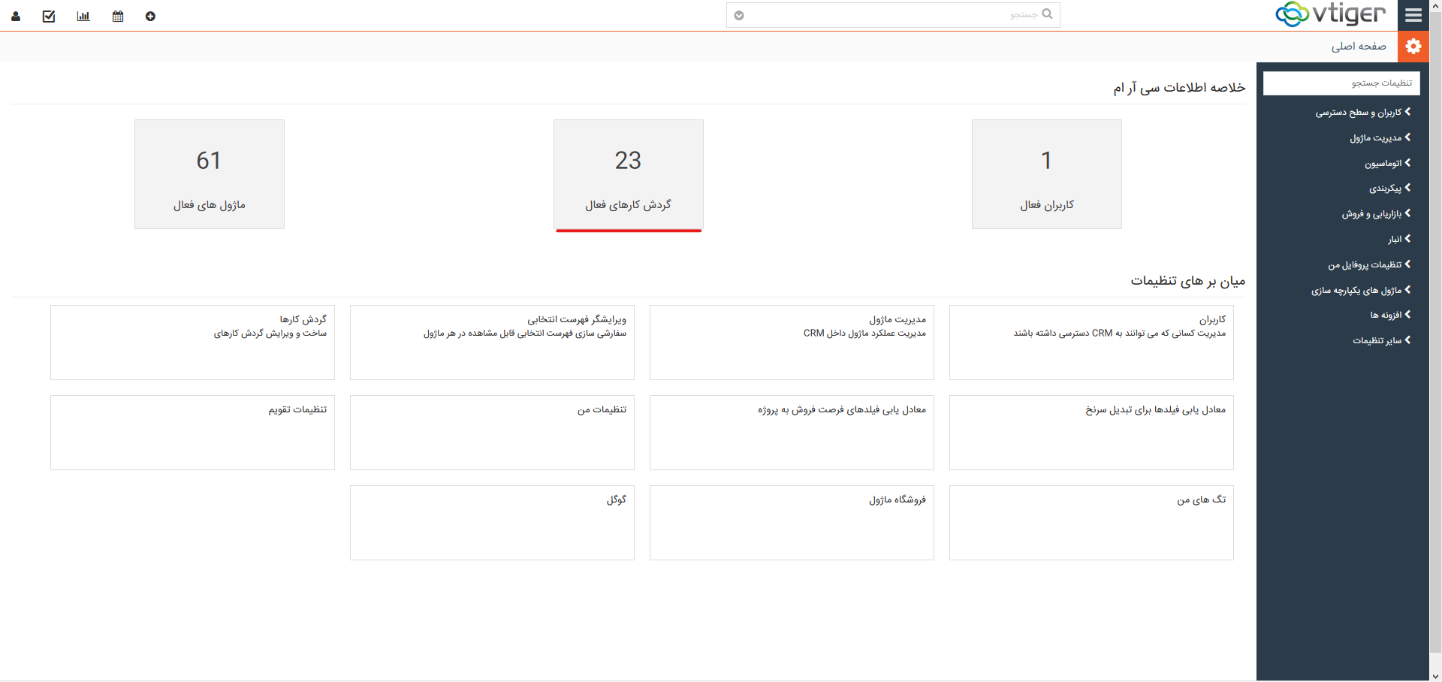 vtiger
جستجو
صفحه اصلی
تنظیمات جستجو
کاربران و سطح دسترسی
مدیریت ماژول
اتوماسیون
پیکربندی
بازاریابی و فروش
انبار
تنظیمات پروفایل من
ماژول های یکپارچه سازی
افزونه ها
سایر تنظیمات
خلاصه اطلاعات سی آر ام
1
کاربران فعال
23
گردش کارهای فعال
61
ماژول های فعال
میان بر های تنظیمات
کاربران
مدیریت کسانی که می توانند به CRM دسترسی داشته باشند
مدیریت ماژول
مدیریت عملکرد ماژول داخل CRM
ویرایشگر فهرست انتخابی
سفارشی سازی فهرست انتخابی قابل مشاهده در هر ماژول
گردش کارها
ساخت و ویرایش گردش کارهای
معادل یابی فیلدها برای تبدیل سرنخ
معادل یابی فیلدهای فرصت فروش به پروژه
تنظیمات من
تنظیمات تقویم
تگ های من
فروشگاه ماژول
گوگل